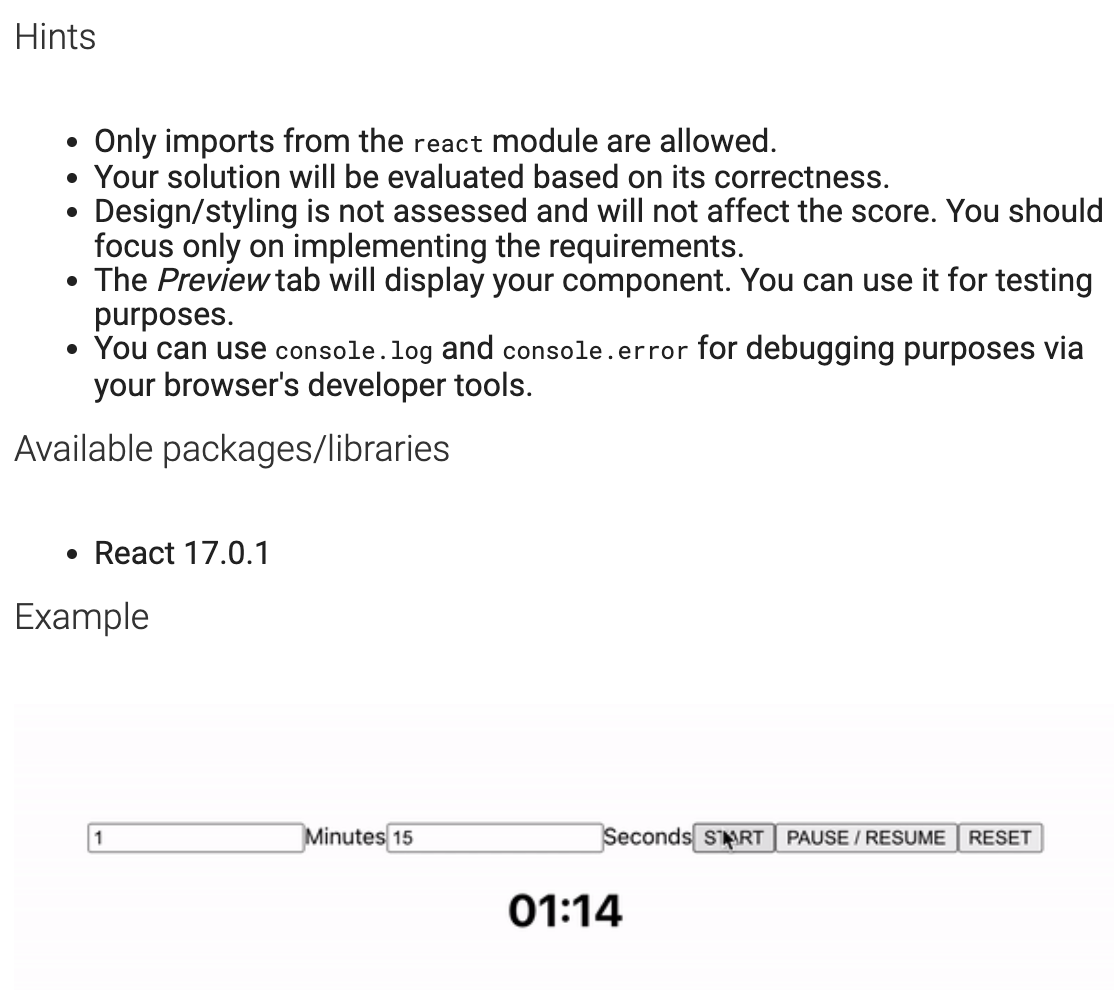 Hints
Only imports from the react module are allowed.
Your solution will be evaluated based on its correctness.
Design/styling is not assessed and will not affect the score. You should
focus only on implementing the requirements.
The Preview tab will display your component. You can use it for testing
purposes.
You can use console.log and console.error for debugging purposes via
your browser's developer tools.
Available packages/libraries
React 17.0.1
Example
1 Minutes 15 Seconds START PAUSE / RESUME RESET
01:14